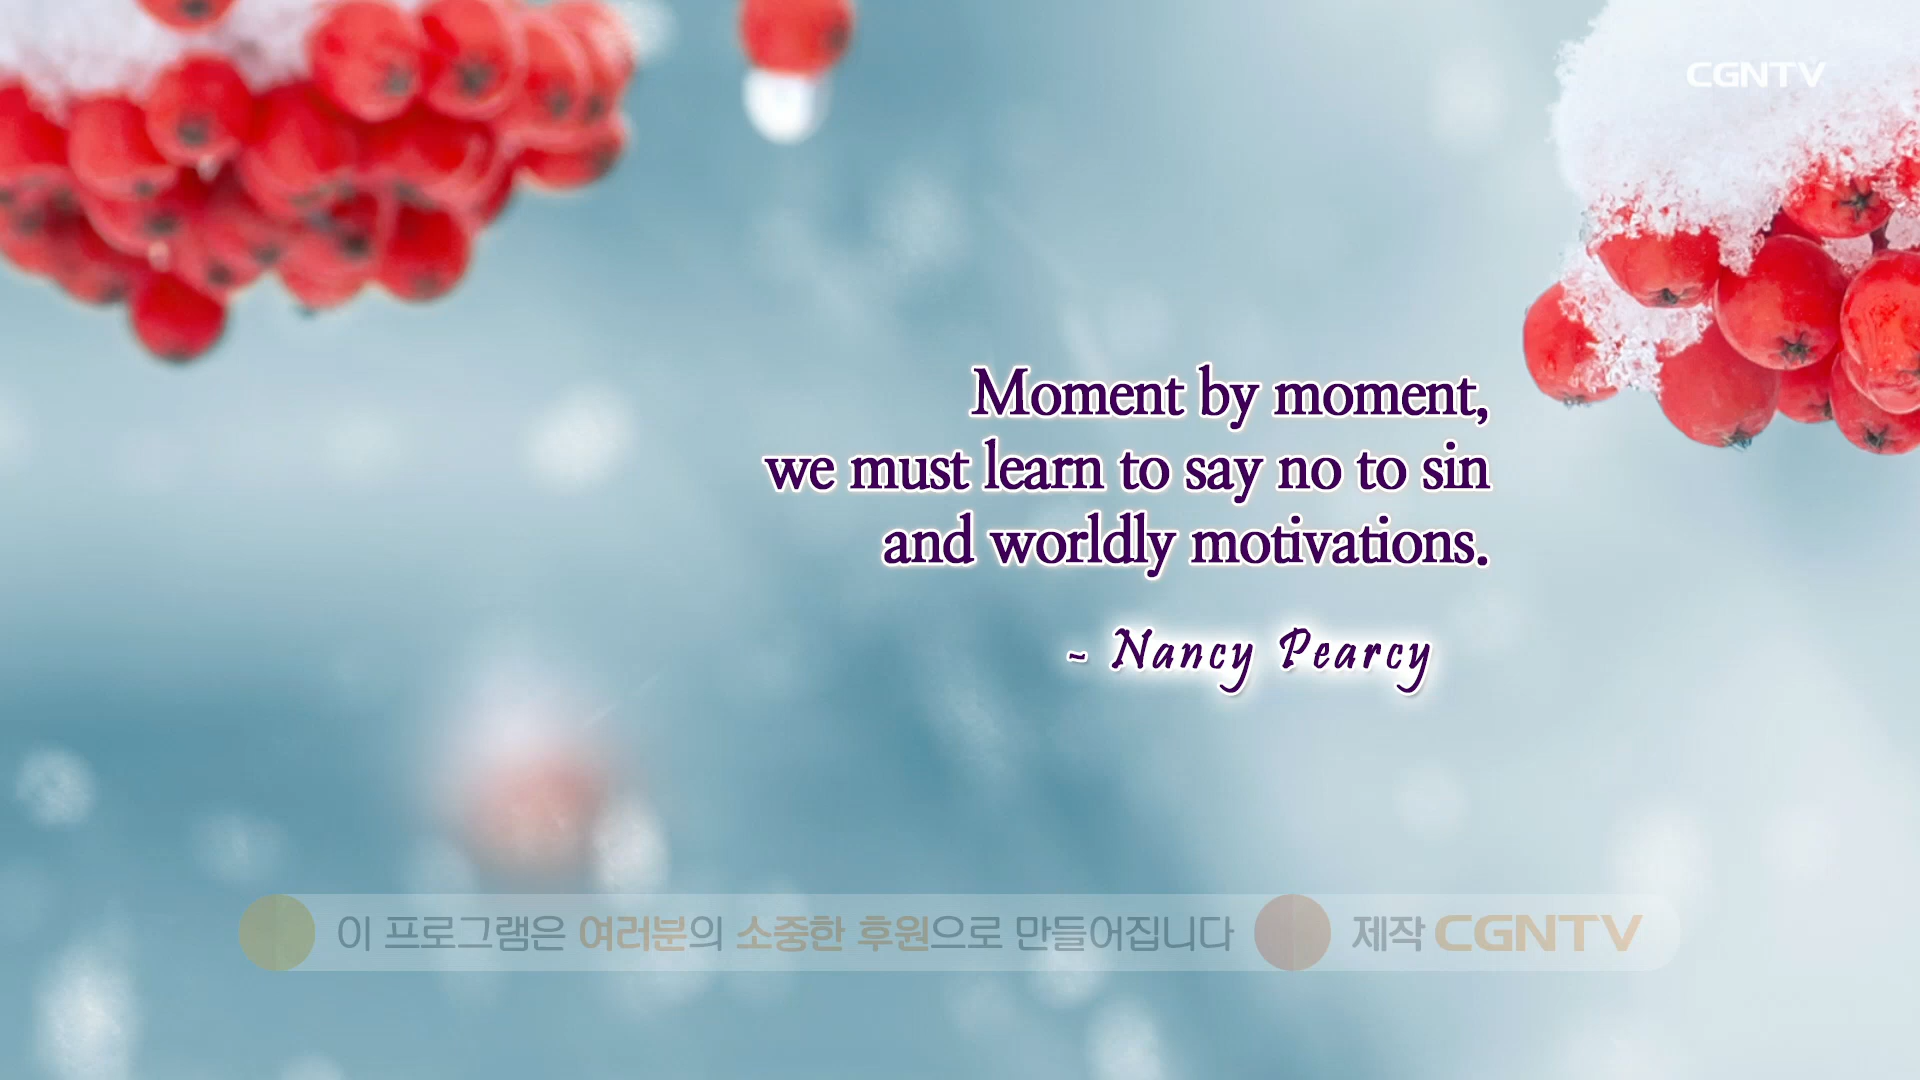 CGNTV
Moment by moment,
we must learn to say no to sin
and worldly motivations.
- Nancy Pearcy
이 프로그램은 여러분의 소중한 후원으로 만들어집니다 제작 CGNTV